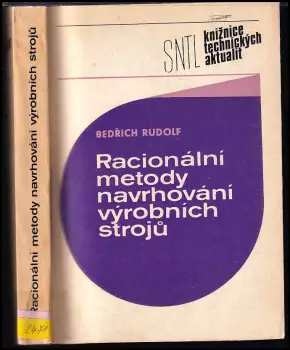 Racionální metody navrhování výrobních strojů
SNTL
knižnice
technických
aktualit
BEDŘICH RUDOLF
Racionální
metody
navrhování
výrobních
strojů